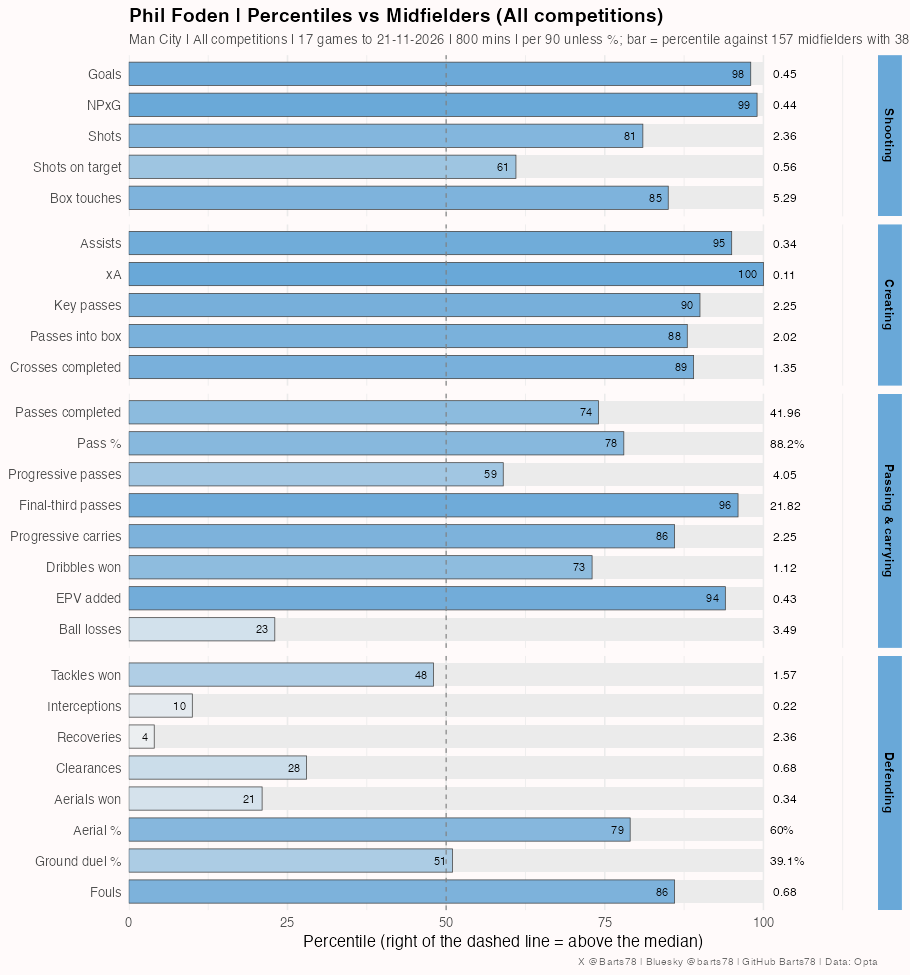 Phil Foden | Percentiles vs Midfielders (All competitions)
Man City | All competitions | 17 games to 21-11-2026 | 800 mins | per 90 unless %; bar = percentile against 157 midfielders with 38
Goals 98 0.45
NPxG 99 0.44
Shots 81 2.36
Shots on target 61 0.56
Box touches 85 5.29
Shooting
Assists 95 0.34
xA 100 0.11
Key passes 90 2.25
Passes into box 88 2.02
Crosses completed 89 1.35
Creating
Passes completed 74 41.96
Pass % 78 88.2%
Progressive passes 59 4.05
Final-third passes 96 21.82
Progressive carries 86 2.25
Dribbles won 73 1.12
EPV added 94 0.43
Ball losses 23 3.49
Passing & carrying
Tackles won 48 1.57
Interceptions 10 0.22
Recoveries 4 2.36
Clearances 28 0.68
Aerials won 21 0.34
Aerial % 79 60%
Ground duel % 51 39.1%
Fouls 86 0.68
Defending
0 25 50 75 100
Percentile (right of the dashed line = above the median)
X @Barts78 | Bluesky @barts78 | GitHub Barts78 | Data: Opta